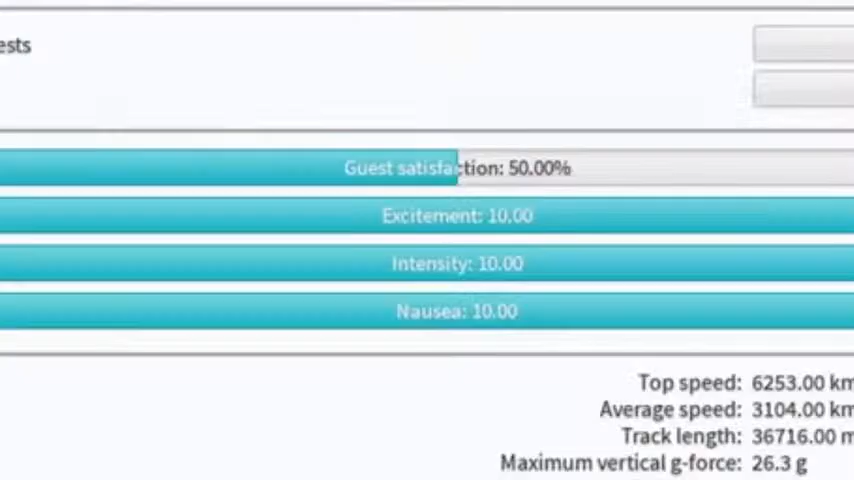 ests
Guest satisfaction: 50.00%
Excitement: 10.00
Intensity: 10.00
Nausea: 10.00
Top speed: 6253.00 km
Average speed: 3104.00 km
Track length: 36716.00 m
Maximum vertical g-force: 26.3 g